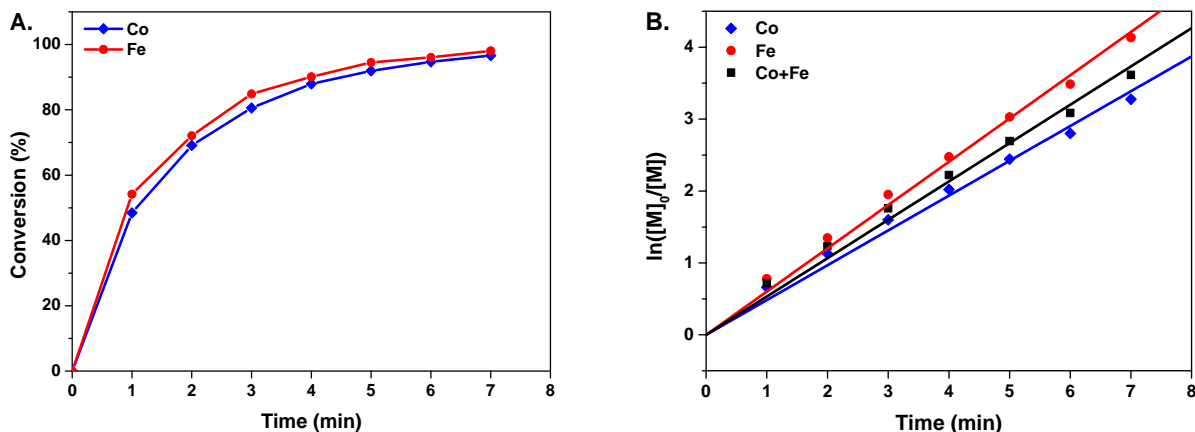 A.
Co
Fe
Conversion (%)
100
80
60
40
20
0
0 1 2 3 4 5 6 7 8
Time (min)
B.
Co
Fe
Co+Fe
ln([M]₀/[M])
4
3
2
1
0
0 1 2 3 4 5 6 7 8
Time (min)